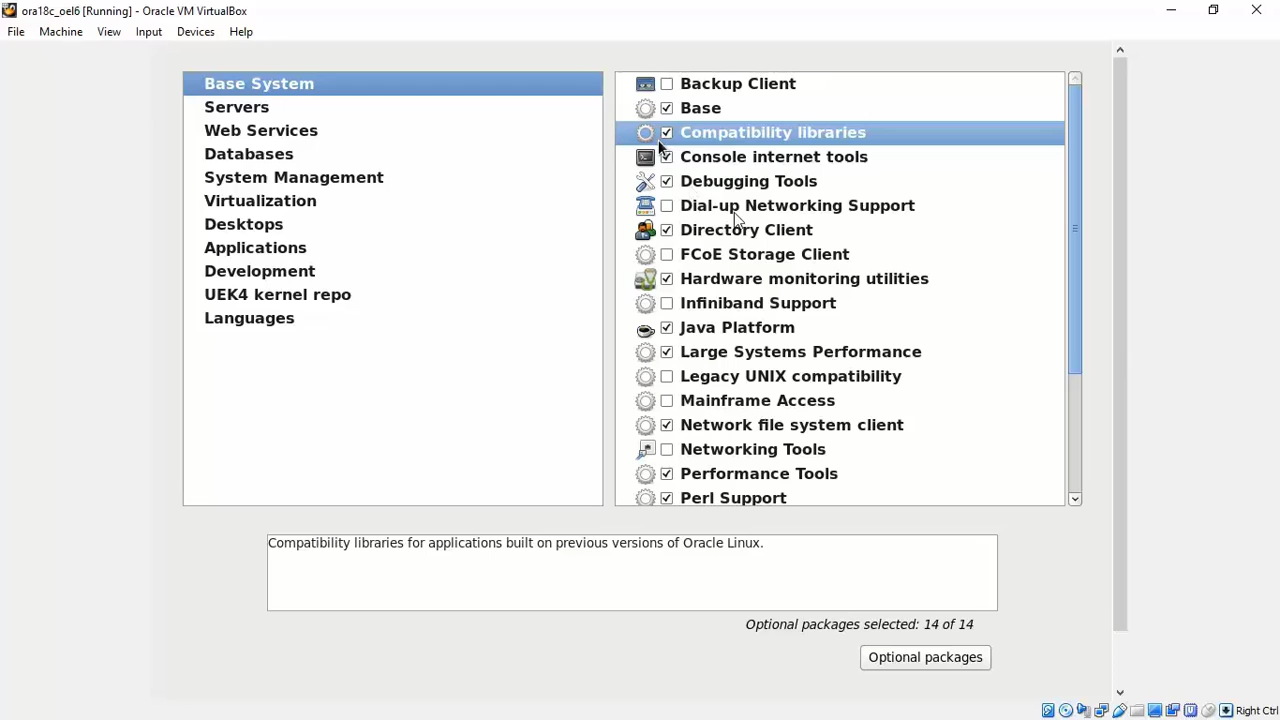 ora18c_oel6 [Running] - Oracle VM VirtualBox
File Machine View Input Devices Help
Base System
Servers
Web Services
Databases
System Management
Virtualization
Desktops
Applications
Development
UEK4 kernel repo
Languages
Backup Client
Base
Compatibility libraries
Console internet tools
Debugging Tools
Dial-up Networking Support
Directory Client
FCoE Storage Client
Hardware monitoring utilities
Infiniband Support
Java Platform
Large Systems Performance
Legacy UNIX compatibility
Mainframe Access
Network file system client
Networking Tools
Performance Tools
Perl Support
Compatibility libraries for applications built on previous versions of Oracle Linux.
Optional packages selected: 14 of 14
Optional packages
Right Ctrl